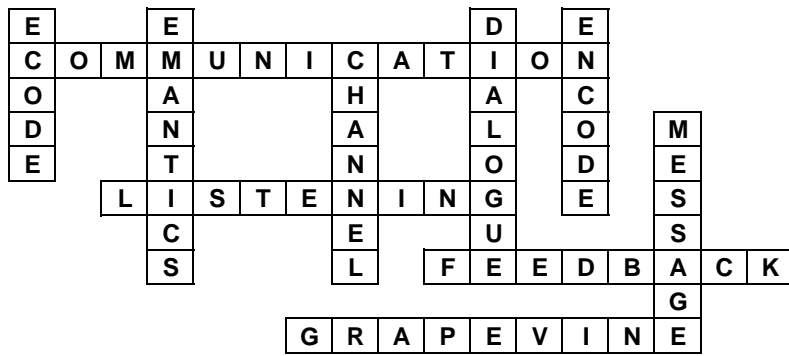 E E D E
C O M M U N I C A T I O N
O A H A C
D N A L O M
E T N O D E
L I S T E N I N G E S
C E U S
S L F E E D B A C K
G
G R A P E V I N E